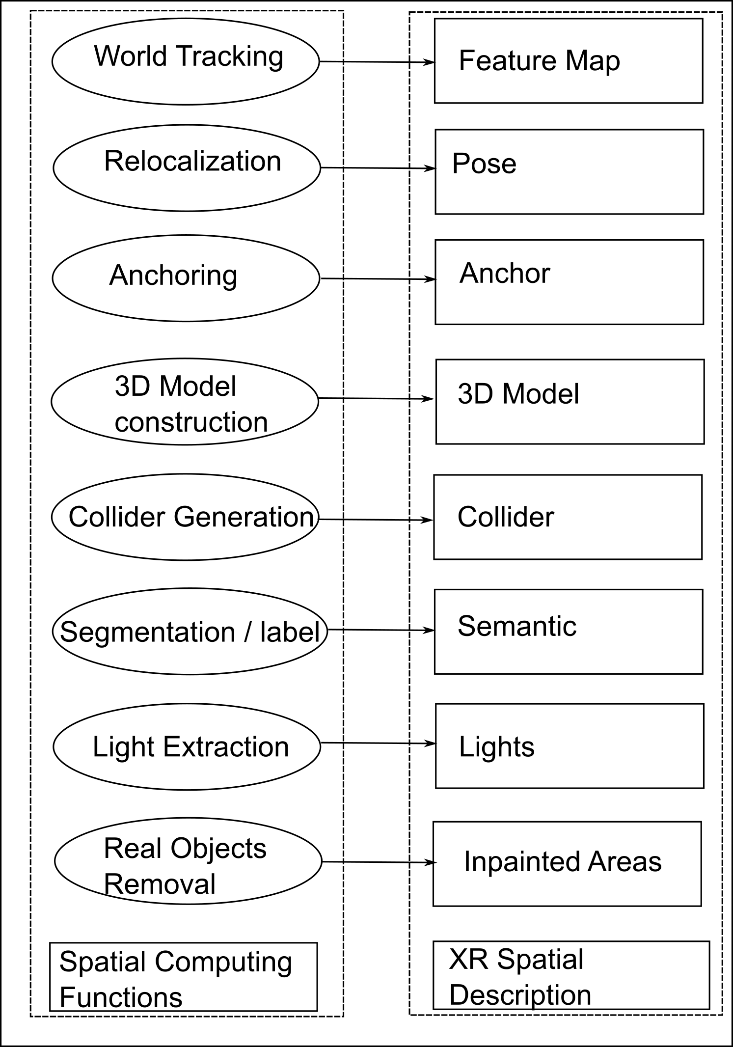 World Tracking
Feature Map
Relocalization
Pose
Anchoring
Anchor
3D Model
construction
3D Model
Collider Generation
Collider
Segmentation / label
Semantic
Light Extraction
Lights
Real Objects
Removal
Inpainted Areas
Spatial Computing
Functions
XR Spatial
Description